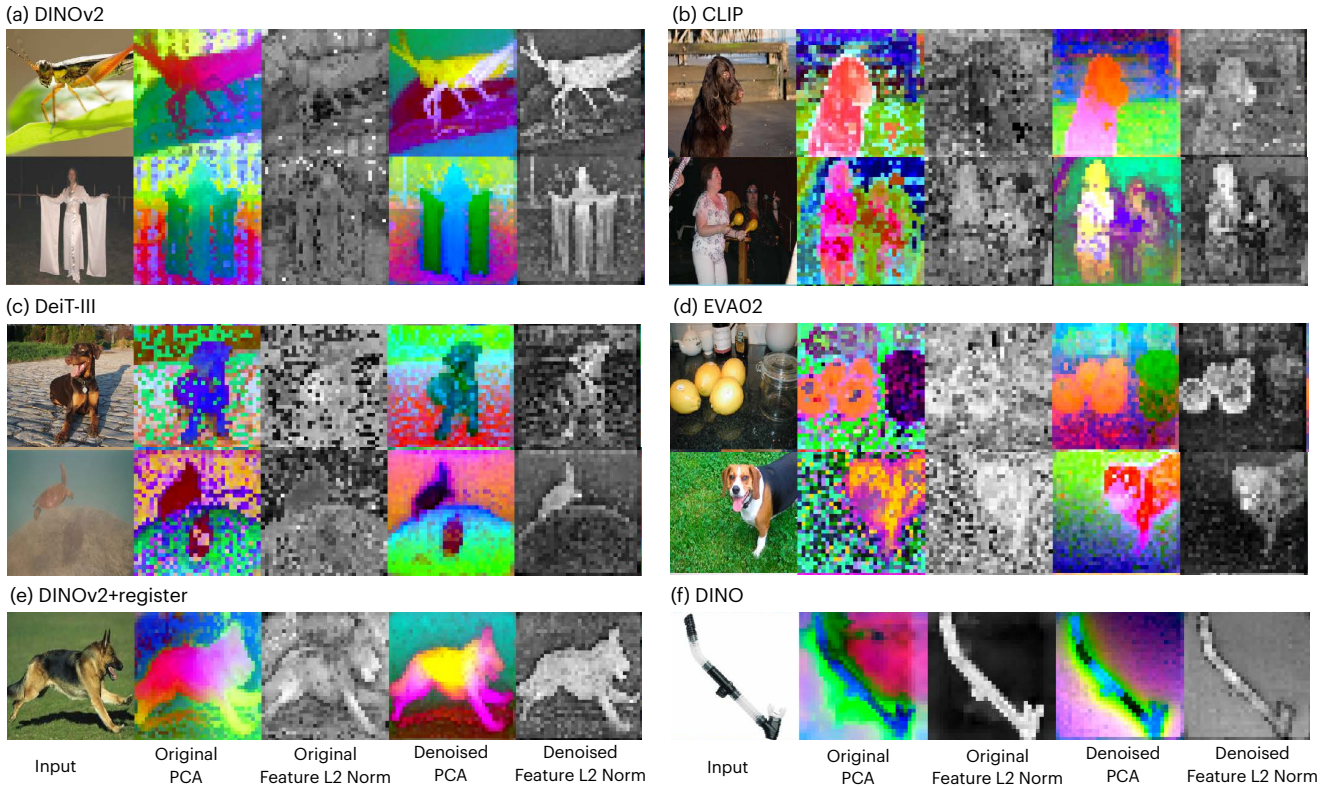 (a) DINOv2
(b) CLIP
(c) DeiT-III
(d) EVA02
(e) DINOv2+register
(f) DINO
Input
Original
PCA
Original
Feature L2 Norm
Denoised
PCA
Denoised
Feature L2 Norm
Input
Original
PCA
Original
Feature L2 Norm
Denoised
PCA
Denoised
Feature L2 Norm